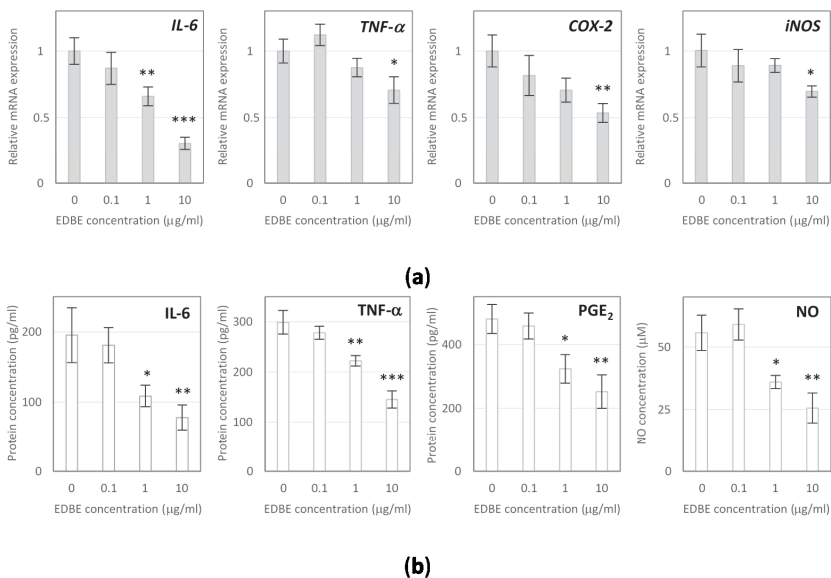 IL-6
Relative mRNA expression
1
0.5
0
**
***
0 0.1 1 10
EDBE concentration (μg/ml)
TNF-α
Relative mRNA expression
1
0.5
0
*
0 0.1 1 10
EDBE concentration (μg/ml)
COX-2
Relative mRNA expression
1
0.5
0
**
0 0.1 1 10
EDBE concentration (μg/ml)
iNOS
Relative mRNA expression
1
0.5
0
*
0 0.1 1 10
EDBE concentration (μg/ml)
(a)
IL-6
Protein concentration (pg/ml)
200
100
0
*
**
0 0.1 1 10
EDBE concentration (μg/ml)
TNF-α
Protein concentration (pg/ml)
300
200
100
0
**
***
0 0.1 1 10
EDBE concentration (μg/ml)
PGE₂
Protein concentration (pg/ml)
400
200
0
*
**
0 0.1 1 10
EDBE concentration (μg/ml)
NO
NO concentration (μM)
50
25
0
*
**
0 0.1 1 10
EDBE concentration (μg/ml)
(b)